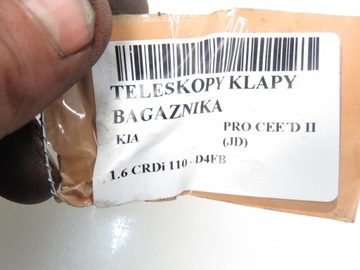 TELESKOPY KLAPY
BAGAZNIKA
KIA PRO CEE'D II
(JD)
1.6 CRDi 110 - D4FB